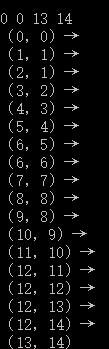 0 0 13 14
(0, 0) →
(1, 1) →
(2, 1) →
(3, 2) →
(4, 3) →
(5, 4) →
(6, 5) →
(6, 6) →
(7, 7) →
(8, 8) →
(9, 8) →
(10, 9) →
(11, 10) →
(12, 11) →
(12, 12) →
(12, 13) →
(12, 14) →
(13, 14)